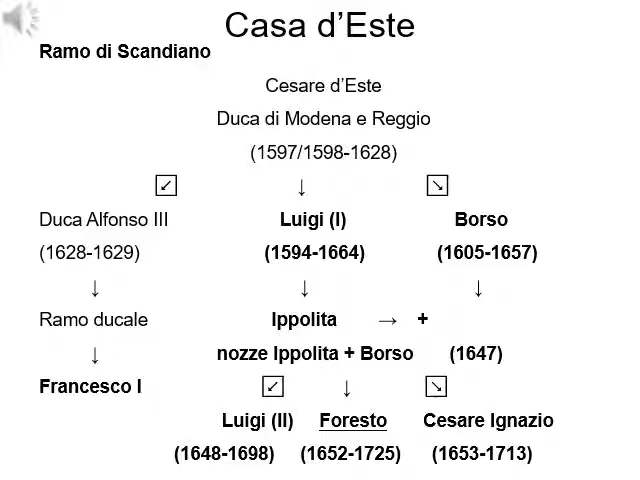 Casa d'Este
Ramo di Scandiano
Cesare d'Este
Duca di Modena e Reggio
(1597/1598-1628)
↙ ↓ ↘
Duca Alfonso III Luigi (I) Borso
(1628-1629) (1594-1664) (1605-1657)
↓ ↓ ↓
Ramo ducale Ippolita → +
↓ nozze Ippolita + Borso (1647)
Francesco I ↙ ↓ ↘
Luigi (II) Foresto Cesare Ignazio
(1648-1698) (1652-1725) (1653-1713)